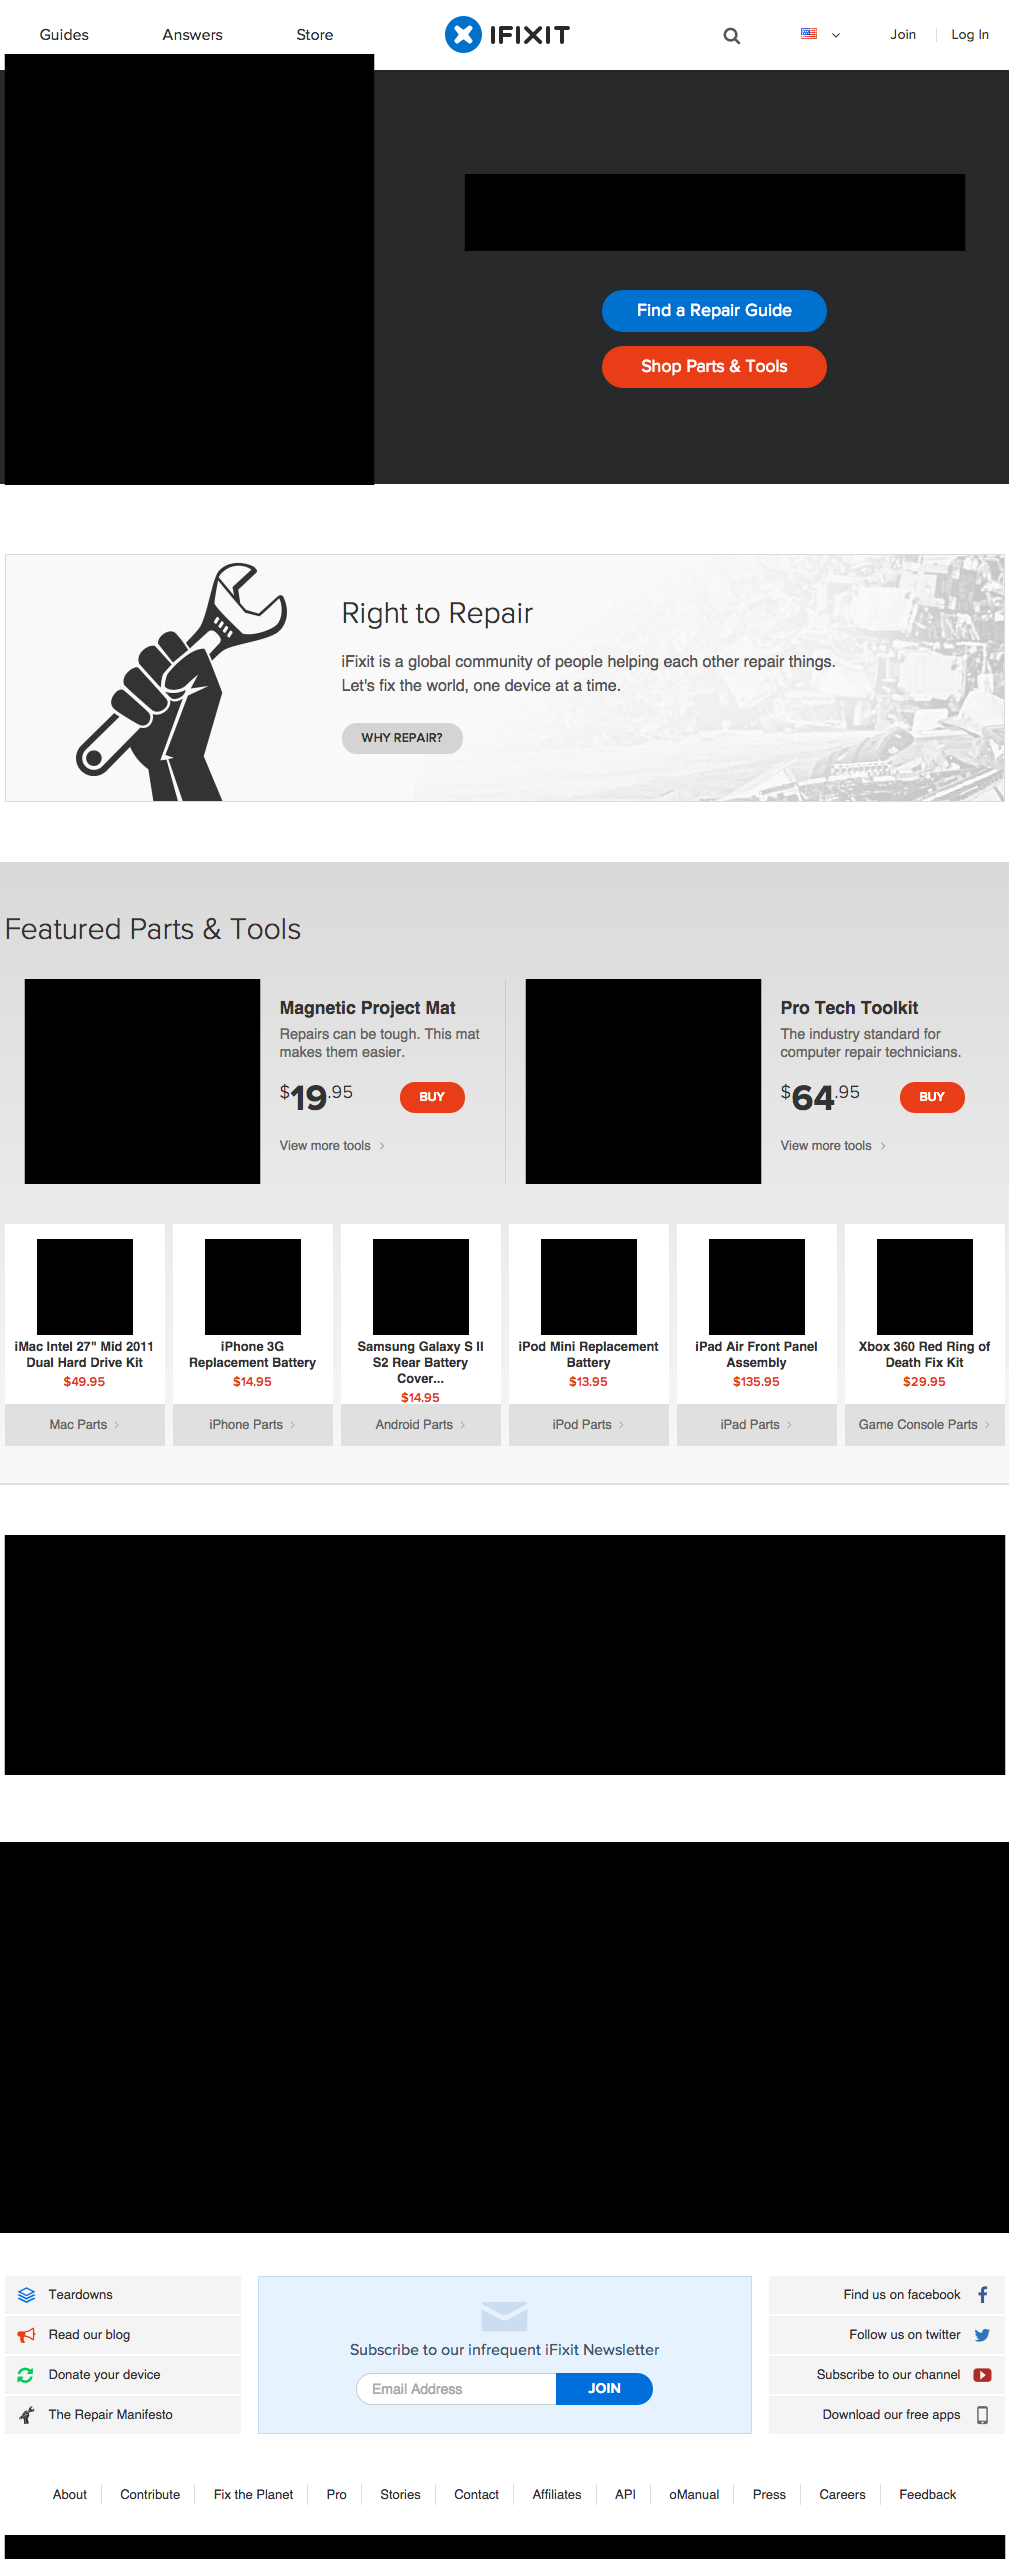 Guides
Answers
Store
IFIXIT
Join
Log In
Find a Repair Guide
Shop Parts & Tools
Right to Repair
iFixit is a global community of people helping each other repair things.
Let's fix the world, one device at a time.
WHY REPAIR?
Featured Parts & Tools
Magnetic Project Mat
Repairs can be tough. This mat
makes them easier.
$19.95
BUY
View more tools
Pro Tech Toolkit
The industry standard for
computer repair technicians.
$64.95
BUY
View more tools
iMac Intel 27" Mid 2011
Dual Hard Drive Kit
$49.95
Mac Parts
iPhone 3G
Replacement Battery
$14.95
iPhone Parts
Samsung Galaxy S II
S2 Rear Battery
Cover...
$14.95
Android Parts
iPod Mini Replacement
Battery
$13.95
iPod Parts
iPad Air Front Panel
Assembly
$135.95
iPad Parts
Xbox 360 Red Ring of
Death Fix Kit
$29.95
Game Console Parts
Teardowns
Read our blog
Donate your device
The Repair Manifesto
Subscribe to our infrequent iFixit Newsletter
Email Address
JOIN
Find us on facebook
Follow us on twitter
Subscribe to our channel
Download our free apps
About
Contribute
Fix the Planet
Pro
Stories
Contact
Affiliates
API
oManual
Press
Careers
Feedback